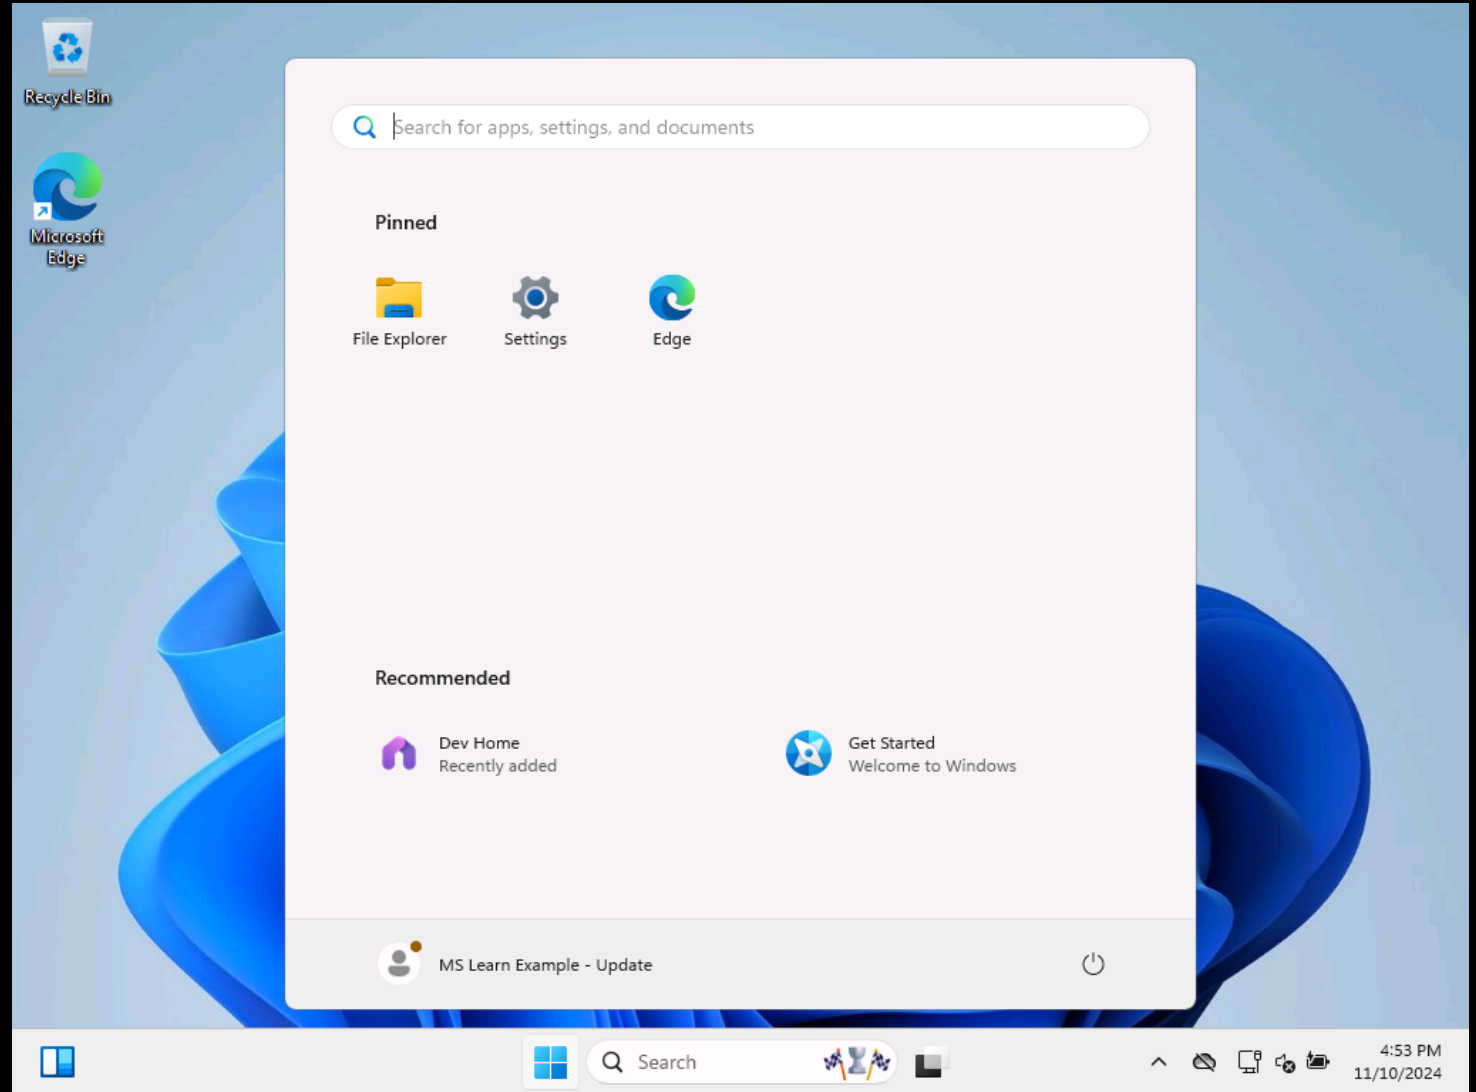 Recycle Bin
Microsoft
Edge
Search for apps, settings, and documents
Pinned
File Explorer
Settings
Edge
Recommended
Dev Home
Recently added
Get Started
Welcome to Windows
MS Learn Example - Update
Search
4:53 PM
11/10/2024